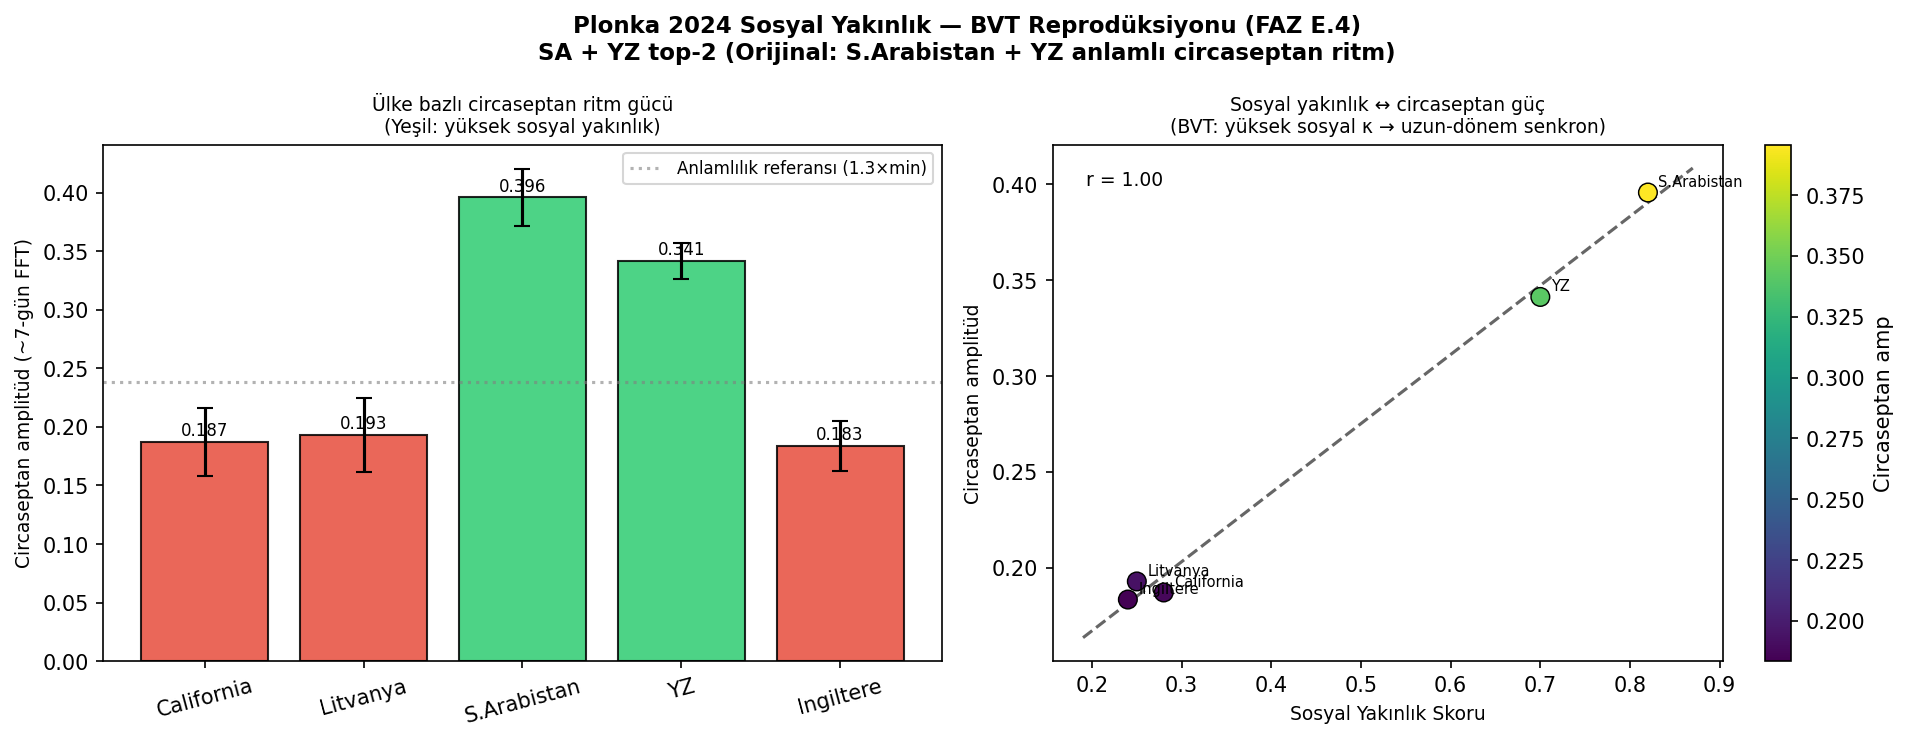 Plonka 2024 Sosyal Yakınlık — BVT Reprodüksiyonu (FAZ E.4)
SA + YZ top-2 (Orijinal: S.Arabistan + YZ anlamlı circaseptan ritm)
Ülke bazlı circaseptan ritm gücü
(Yeşil: yüksek sosyal yakınlık)
Circaseptan amplitüd (~7-gün FFT)
0.40
0.35
0.30
0.25
0.20
0.15
0.10
0.05
0.00
Anlamlılık referansı (1.3×min)
0.187
0.193
0.396
0.341
0.183
California
Litvanya
S.Arabistan
YZ
Ingiltere
Sosyal yakınlık ↔ circaseptan güç
(BVT: yüksek sosyal κ → uzun-dönem senkron)
Circaseptan amplitüd
0.40
0.35
0.30
0.25
0.20
r = 1.00
S.Arabistan
YZ
Litvanya
California
Ingiltere
0.2
0.3
0.4
0.5
0.6
0.7
0.8
0.9
Sosyal Yakınlık Skoru
0.375
0.350
0.325
0.300
0.275
0.250
0.225
0.200
Circaseptan amp